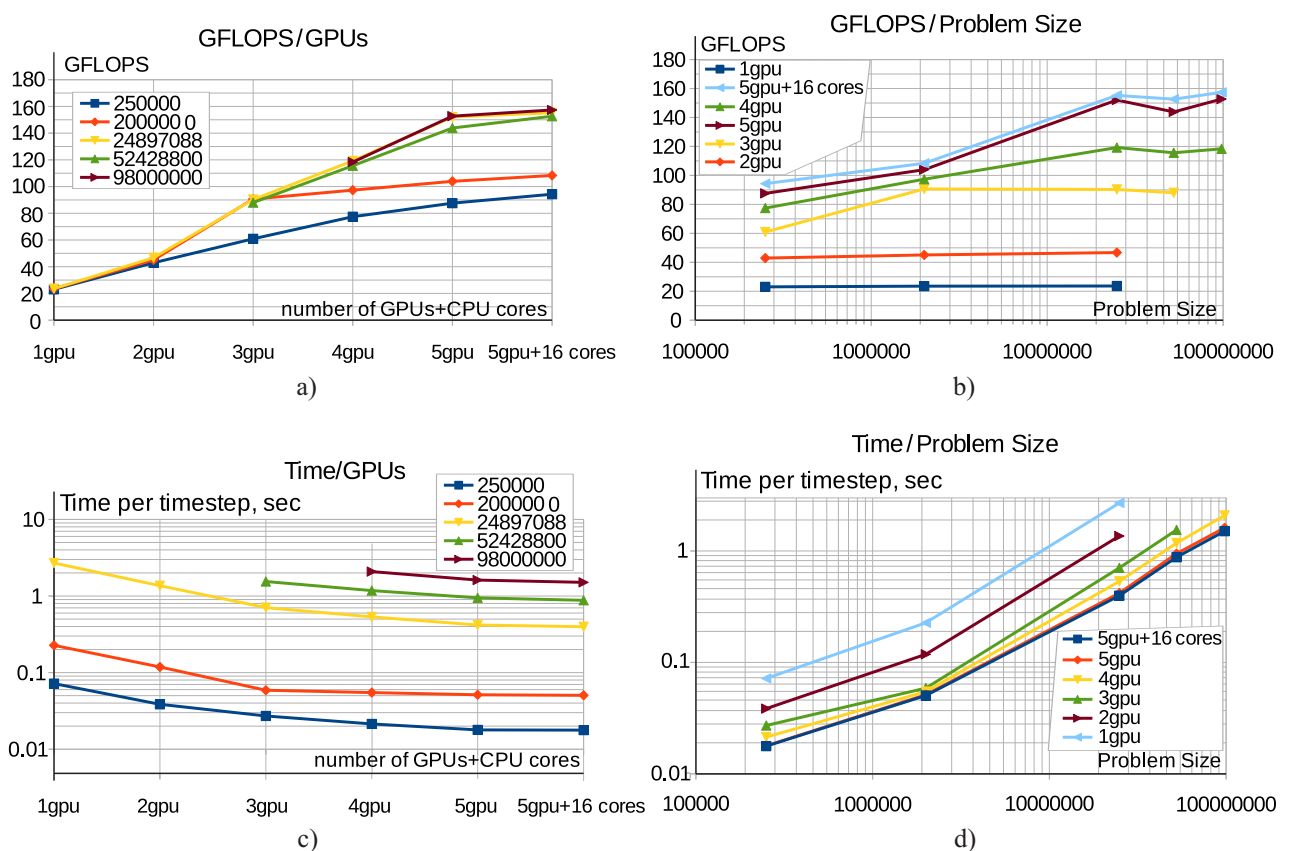 GFLOPS/GPUs
GFLOPS
180
160
140
120
100
80
60
40
20
0
250000
200000 0
24897088
52428800
98000000
number of GPUs+CPU cores
1gpu 2gpu 3gpu 4gpu 5gpu 5gpu+16 cores
a)
GFLOPS/Problem Size
GFLOPS
180
160
140
120
100
80
60
40
20
0
1gpu
5gpu+16 cores
4gpu
5gpu
3gpu
2gpu
Problem Size
100000 1000000 10000000 100000000
b)
Time/GPUs
Time per timestep, sec
10
1
0.1
0.01
250000
200000 0
24897088
52428800
98000000
number of GPUs+CPU cores
1gpu 2gpu 3gpu 4gpu 5gpu 5gpu+16 cores
c)
Time/Problem Size
Time per timestep, sec
1
0.1
0.01
5gpu+16 cores
5gpu
4gpu
3gpu
2gpu
1gpu
Problem Size
100000 1000000 10000000 100000000
d)